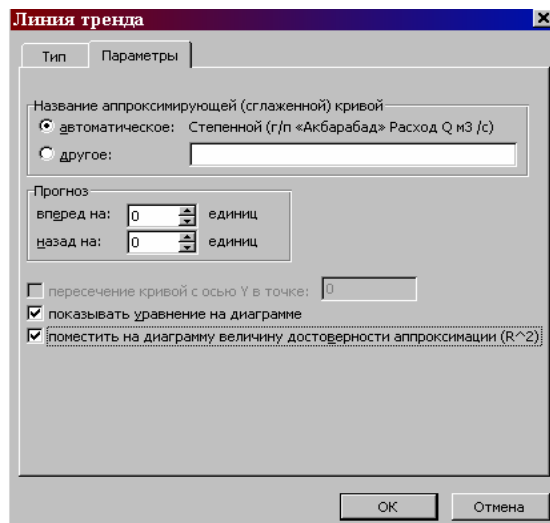 Линия тренда
Тип
Параметры
Название аппроксимирующей (сглаженной) кривой
автоматическое: Степенной (г/п «Акбарабад» Расход Q м3 /с)
другое:
Прогноз
вперед на: 0 единиц
назад на: 0 единиц
пересечение кривой с осью Y в точке: 0
показывать уравнение на диаграмме
поместить на диаграмму величину достоверности аппроксимации (R^2)
ОК
Отмена